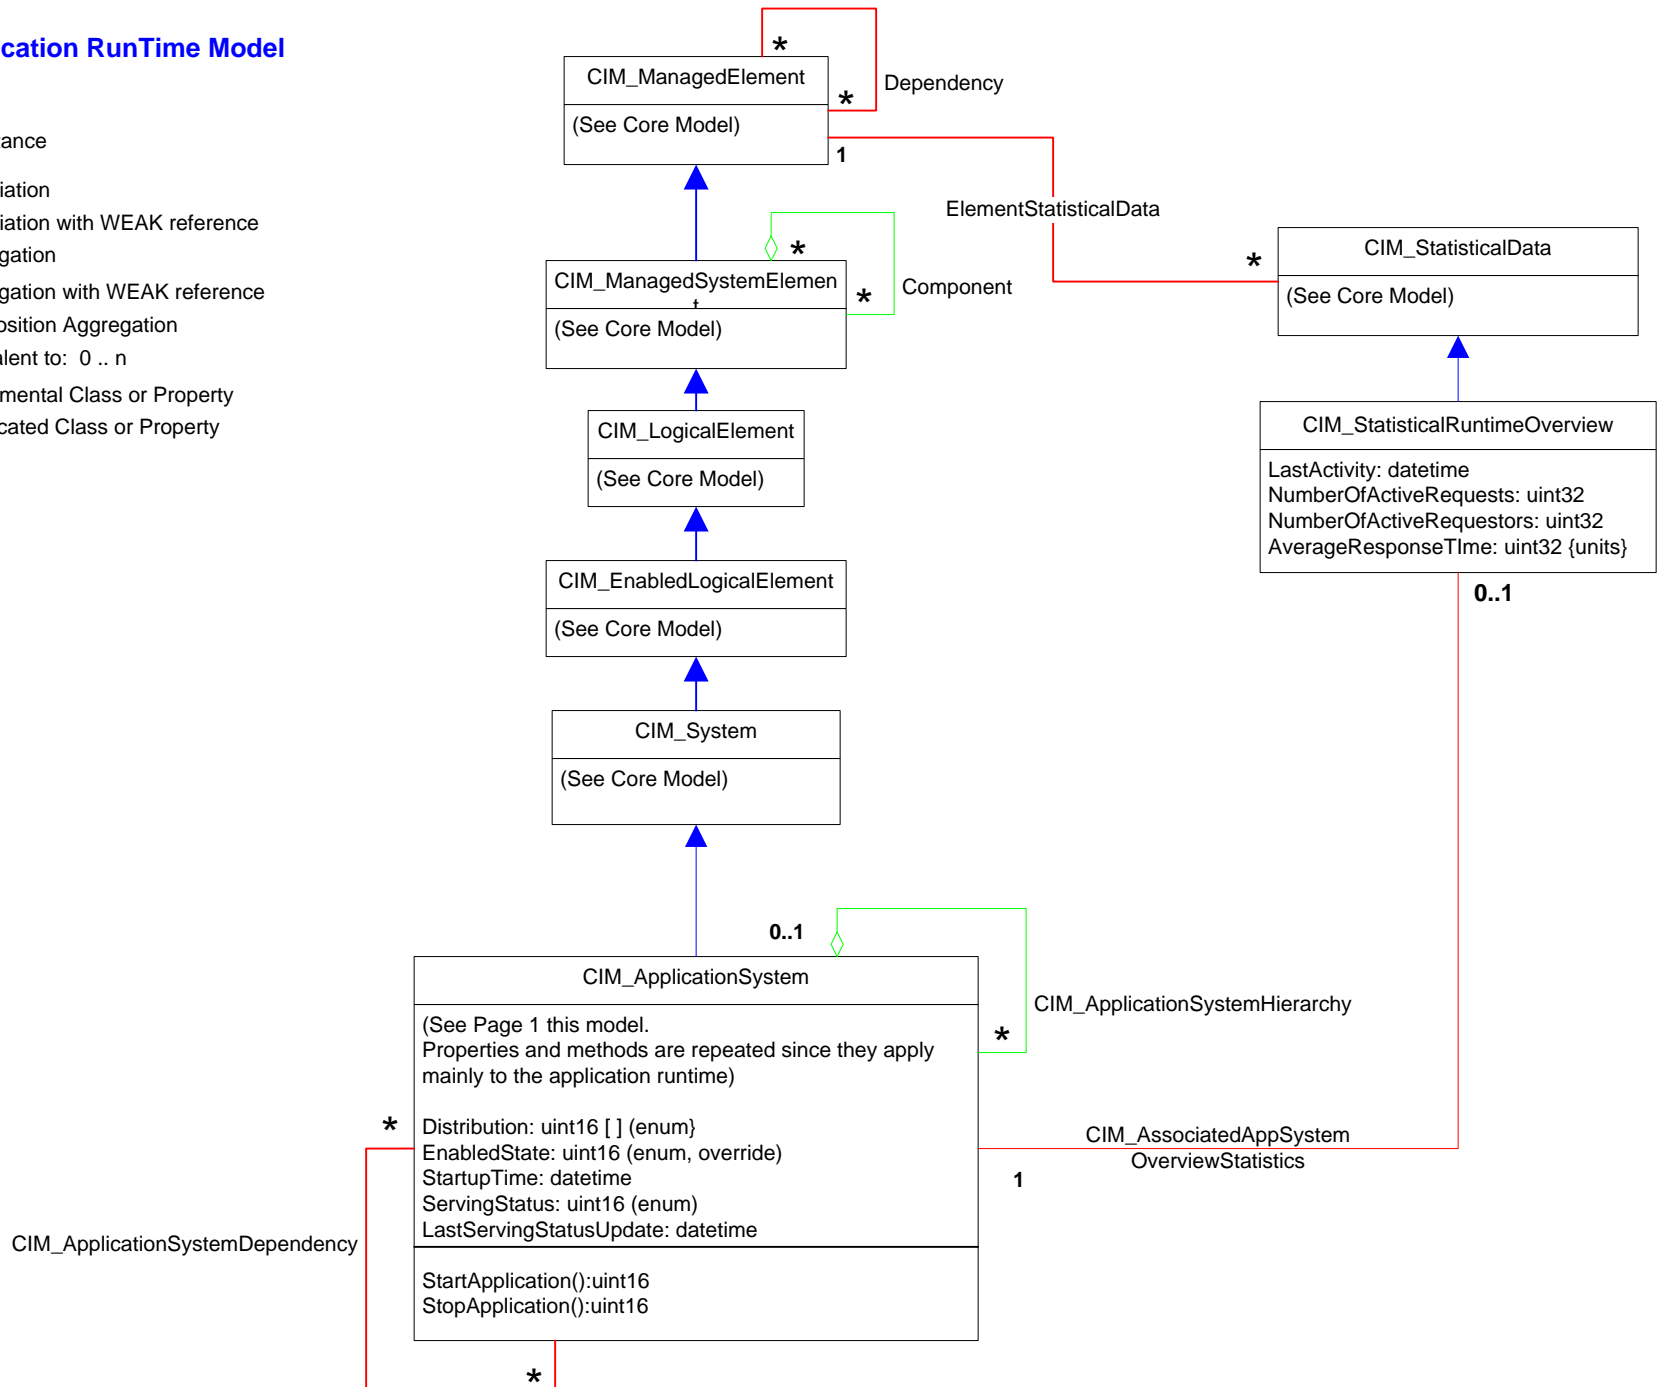 cation RunTime Model
tance
iation
iation with WEAK reference
gation
gation with WEAK reference
osition Aggregation
alent to: 0 .. n
mental Class or Property
cated Class or Property
*
CIM_ManagedElement
*
Dependency
(See Core Model)
1
ElementStatisticalData
*
CIM_StatisticalData
(See Core Model)
*
CIM_ManagedSystemElemen
t
*
Component
(See Core Model)
CIM_LogicalElement
(See Core Model)
CIM_StatisticalRuntimeOverview
LastActivity: datetime
NumberOfActiveRequests: uint32
NumberOfActiveRequestors: uint32
AverageResponseTIme: uint32 {units}
0..1
CIM_EnabledLogicalElement
(See Core Model)
CIM_System
(See Core Model)
0..1
CIM_ApplicationSystem
CIM_ApplicationSystemHierarchy
*
(See Page 1 this model.
Properties and methods are repeated since they apply
mainly to the application runtime)
*
Distribution: uint16 [ ] (enum}
EnabledState: uint16 (enum, override)
StartupTime: datetime
ServingStatus: uint16 (enum)
LastServingStatusUpdate: datetime
CIM_AssociatedAppSystem
OverviewStatistics
1
CIM_ApplicationSystemDependency
StartApplication():uint16
StopApplication():uint16
*